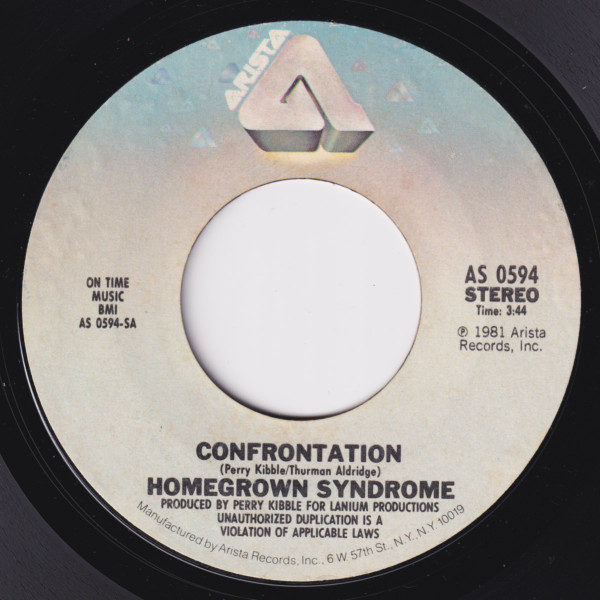 ARISTA
ON TIME
MUSIC
BMI
AS 0594-SA
AS 0594
STEREO
Time: 3:44
℗ 1981 Arista
Records, Inc.
CONFRONTATION
(Perry Kibble/Thurman Aldridge)
HOMEGROWN SYNDROME
PRODUCED BY PERRY KIBBLE FOR LANIUM PRODUCTIONS
UNAUTHORIZED DUPLICATION IS A
VIOLATION OF APPLICABLE LAWS
Manufactured by Arista Records, Inc., 6 W. 57th St., N.Y., N.Y. 10019